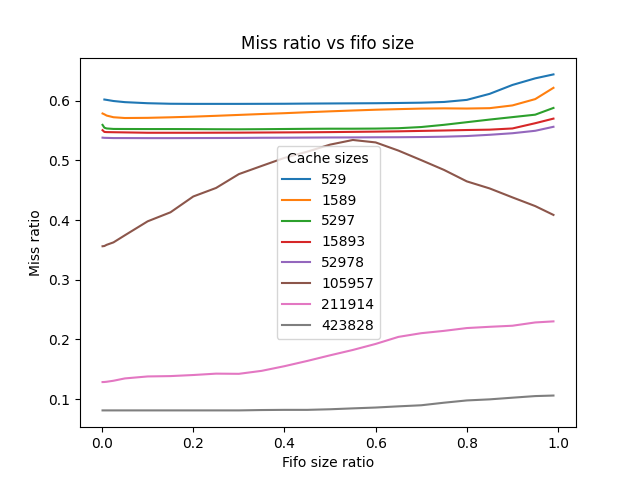 Miss ratio vs fifo size
Miss ratio
0.6
0.5
0.4
0.3
0.2
0.1
Cache sizes
529
1589
5297
15893
52978
105957
211914
423828
0.0 0.2 0.4 0.6 0.8 1.0
Fifo size ratio